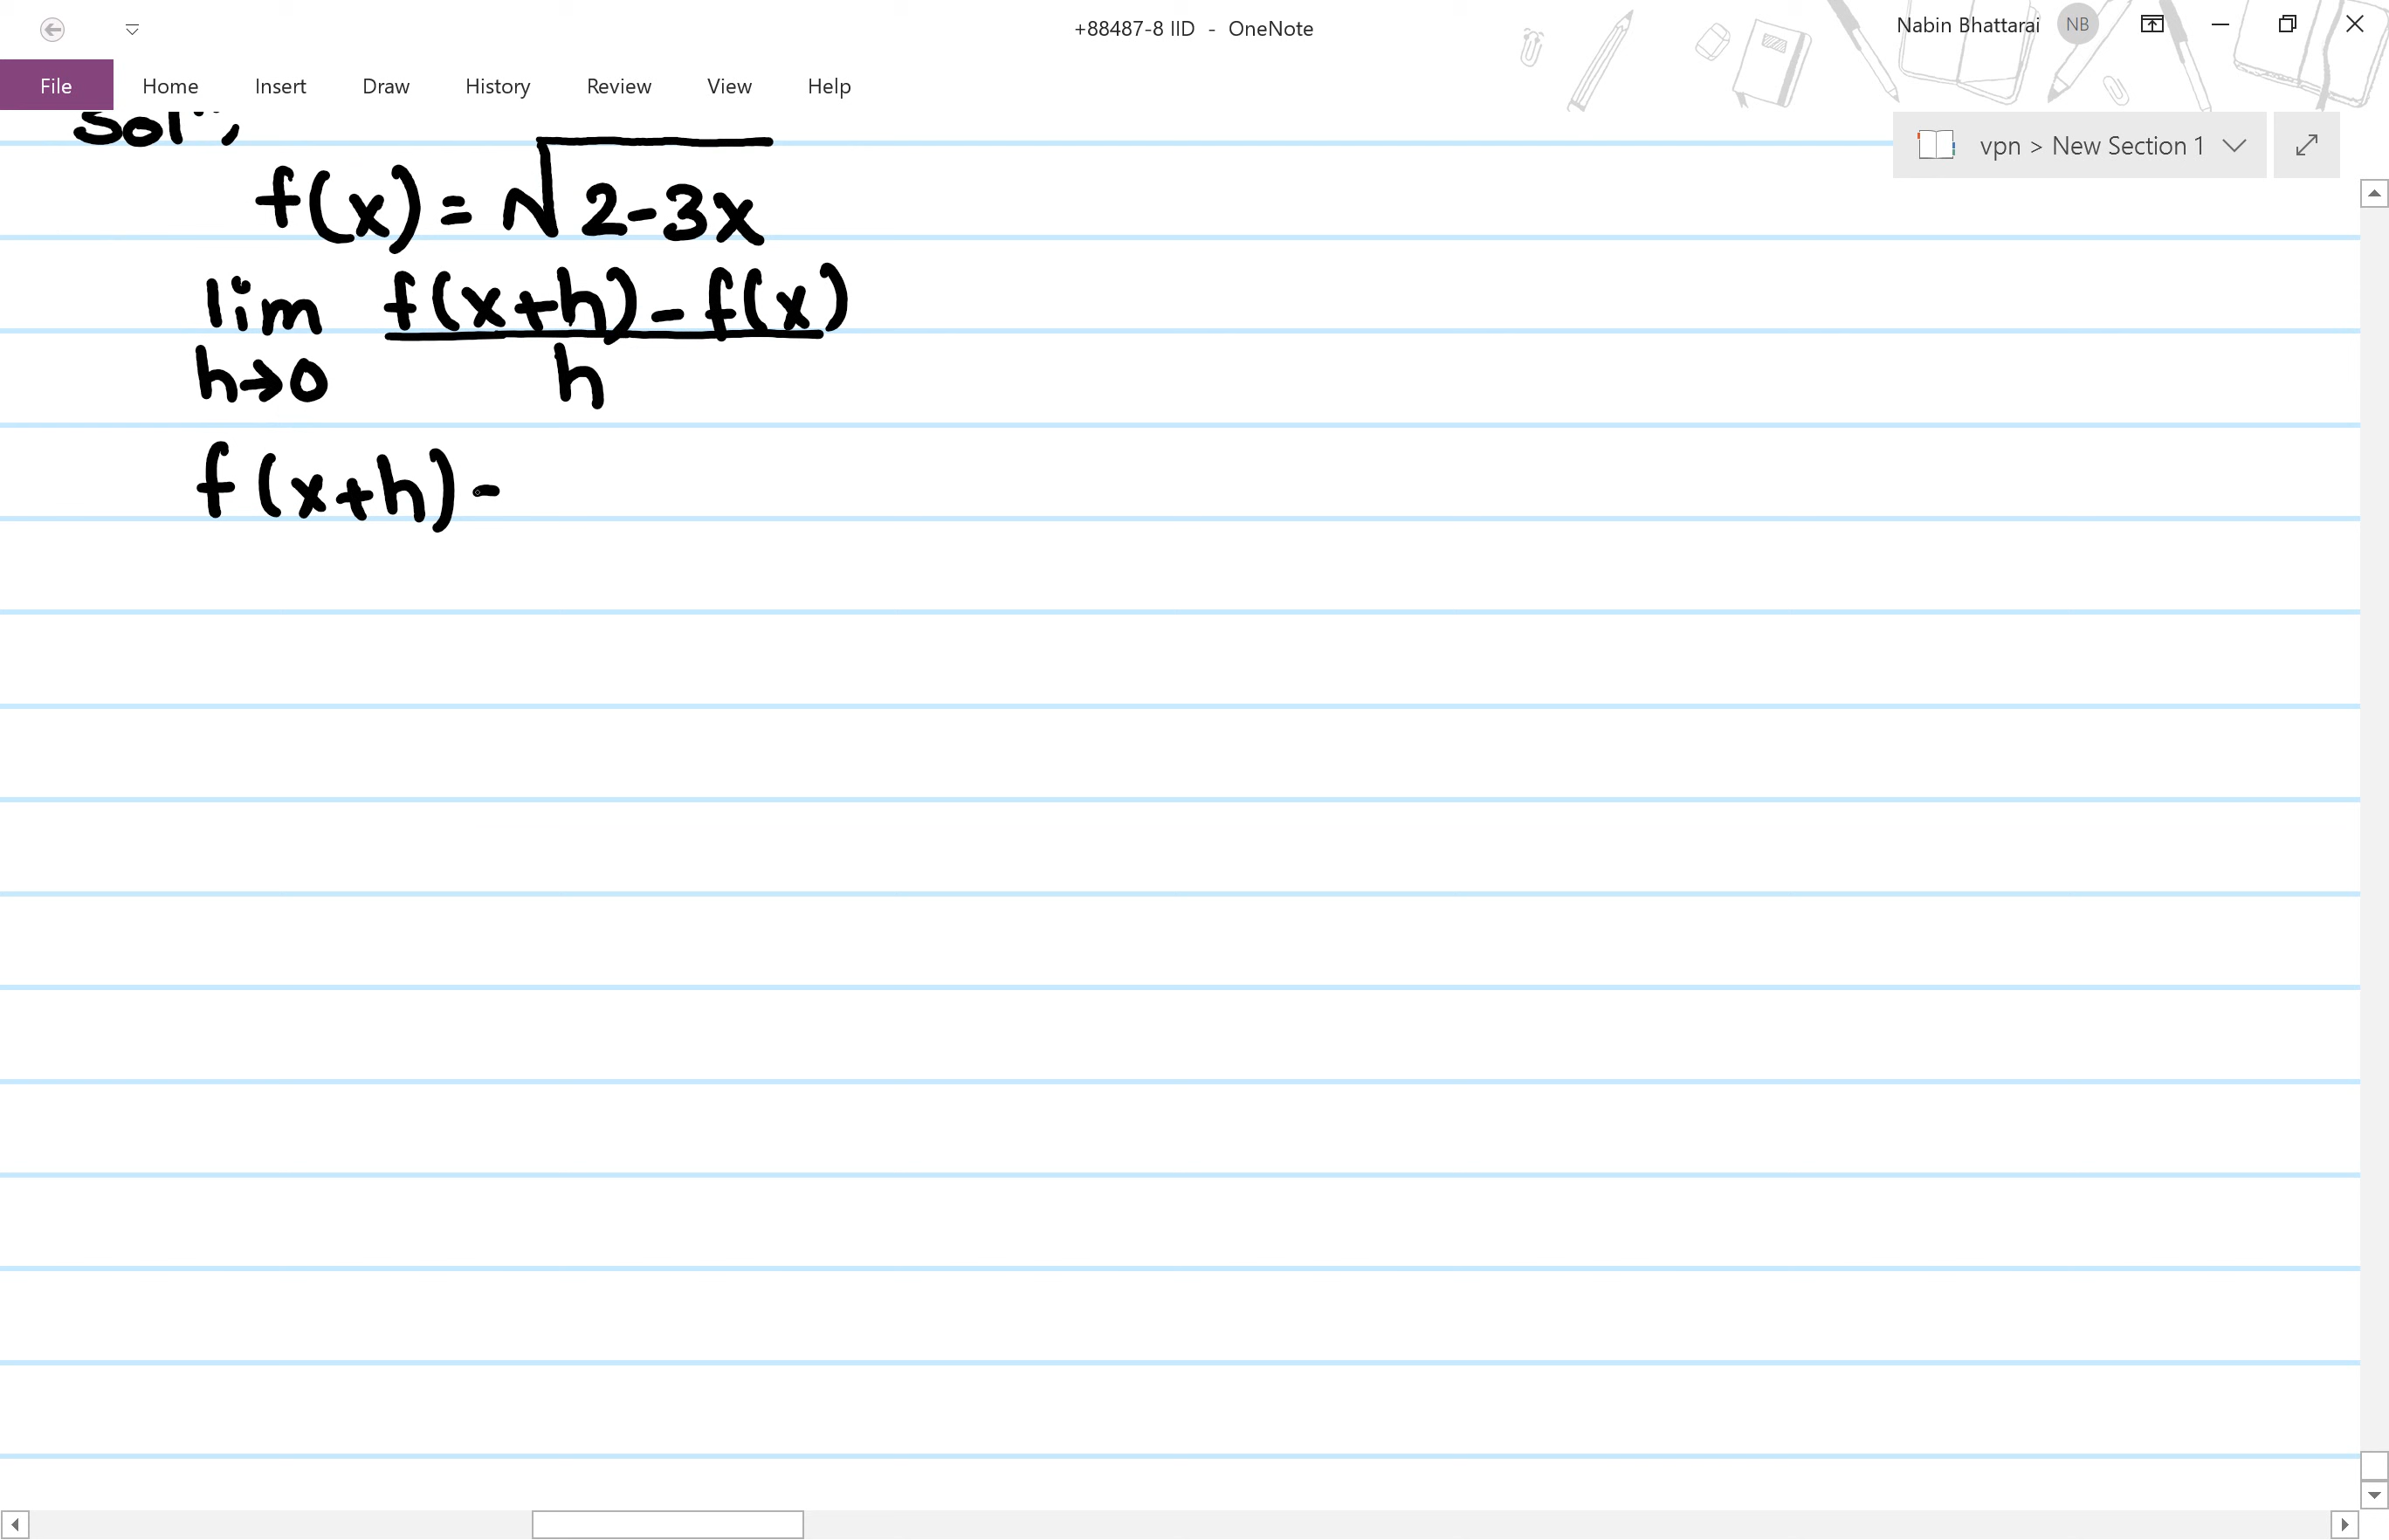 +88487-8 IID - OneNote
Nabin Bhattarai NB
File Home Insert Draw History Review View Help
vpn > New Section 1
f(x) = √2-3x
lim f(x+h) - f(x)
h→0 h
f(x+h) -